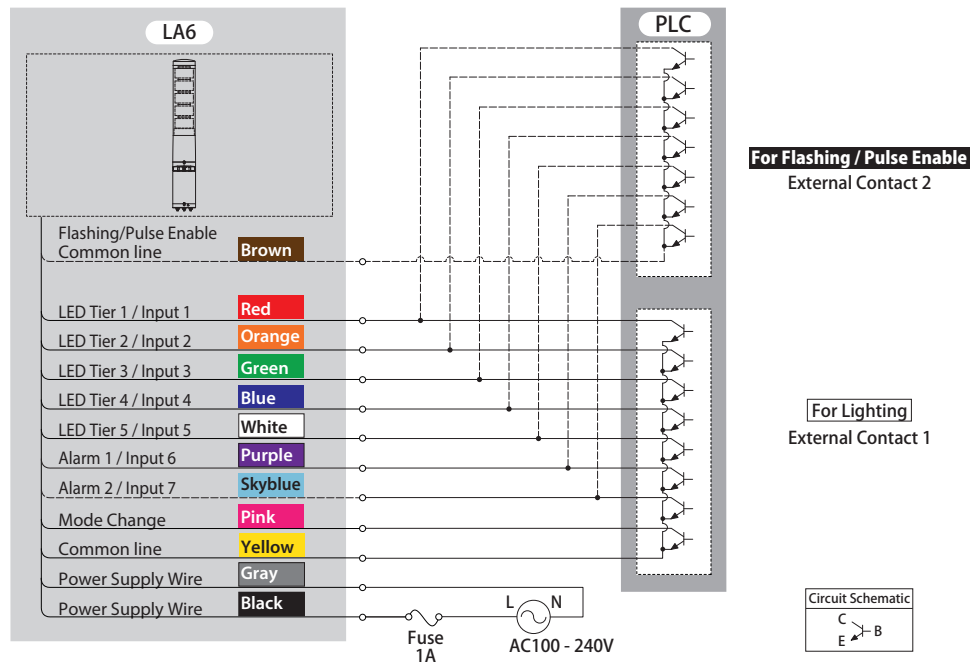 LA6
PLC
For Flashing / Pulse Enable
External Contact 2
Flashing/Pulse Enable
Common line
Brown
LED Tier 1 / Input 1
Red
LED Tier 2 / Input 2
Orange
LED Tier 3 / Input 3
Green
LED Tier 4 / Input 4
Blue
LED Tier 5 / Input 5
White
Alarm 1 / Input 6
Purple
Alarm 2 / Input 7
Skyblue
Mode Change
Pink
Common line
Yellow
Power Supply Wire
Gray
Power Supply Wire
Black
For Lighting
External Contact 1
L
N
Fuse
1A
AC100 - 240V
Circuit Schematic
C
B
E